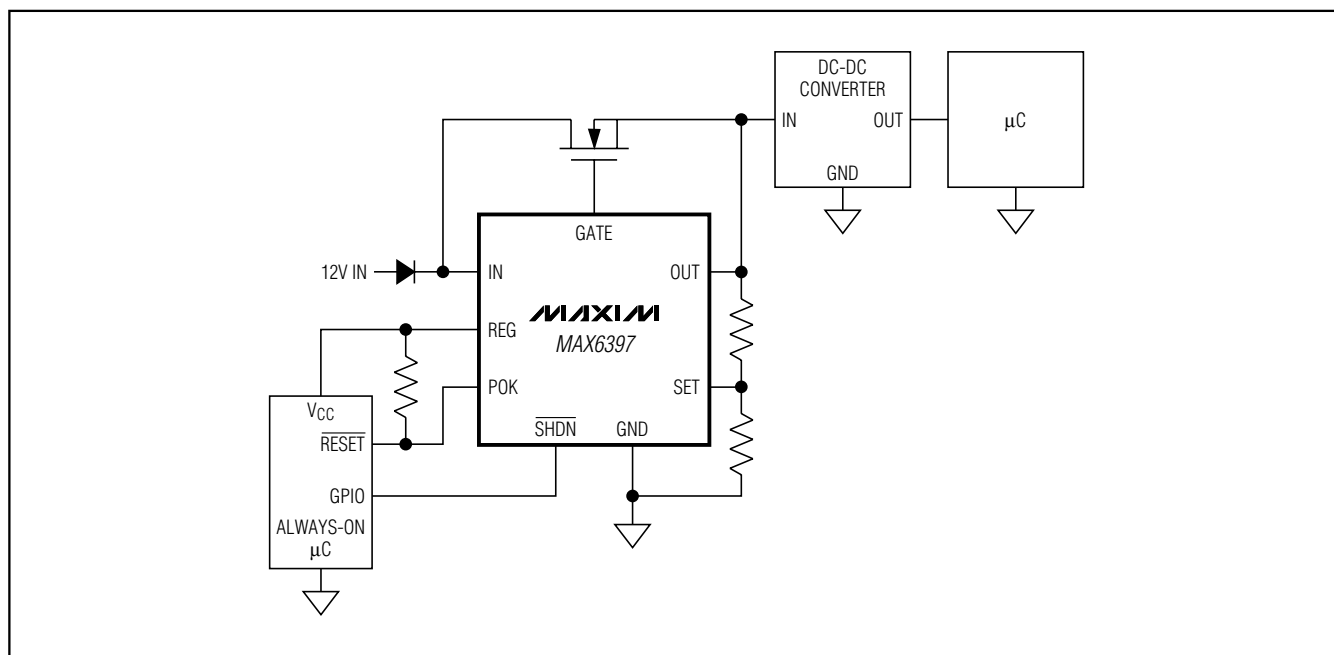 DC-DC
CONVERTER
IN
OUT
GND
μC
GATE
12V IN
IN
OUT
MAXIM
MAX6397
REG
POK
SET
SHDN
GND
VCC
RESET
GPIO
ALWAYS-ON
μC